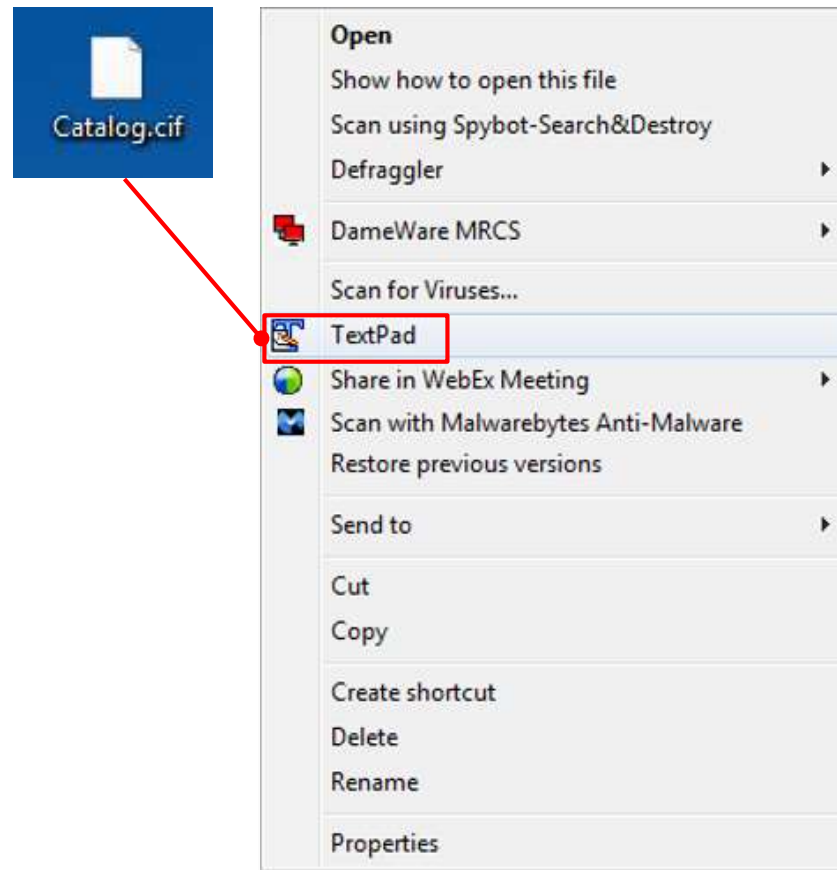 Catalog.cif
Open
Show how to open this file
Scan using Spybot-Search&Destroy
Defraggler
DameWare MRCS
Scan for Viruses...
TextPad
Share in WebEx Meeting
Scan with Malwarebytes Anti-Malware
Restore previous versions
Send to
Cut
Copy
Create shortcut
Delete
Rename
Properties